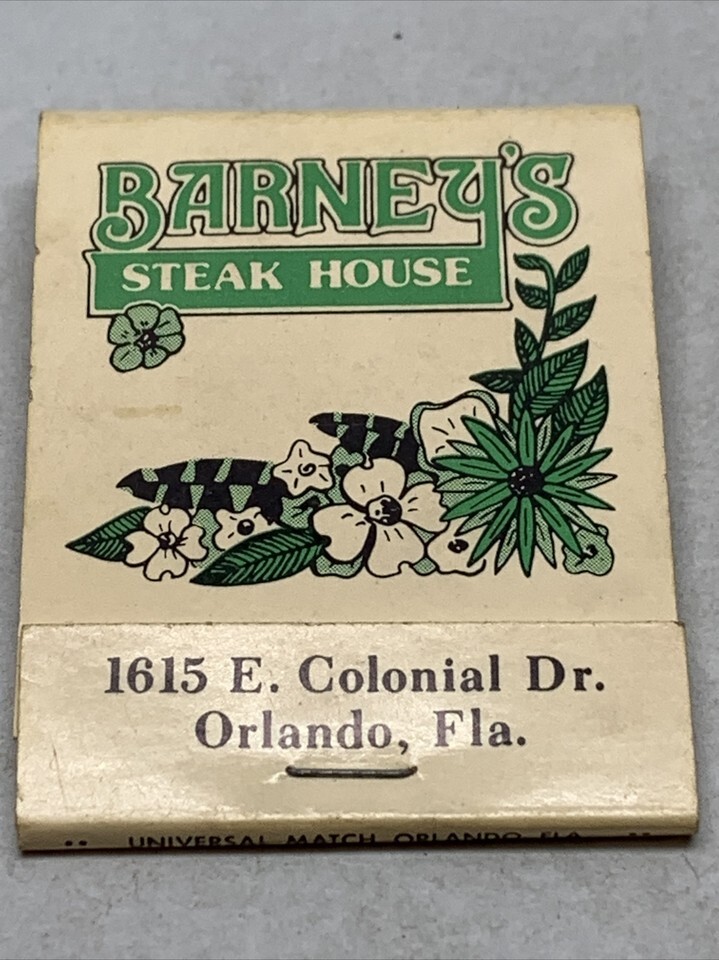 BARNEY'S
STEAK HOUSE
1615 E. Colonial Dr.
Orlando, Fla.
UNIVERSAL MATCH ORLANDO FLA